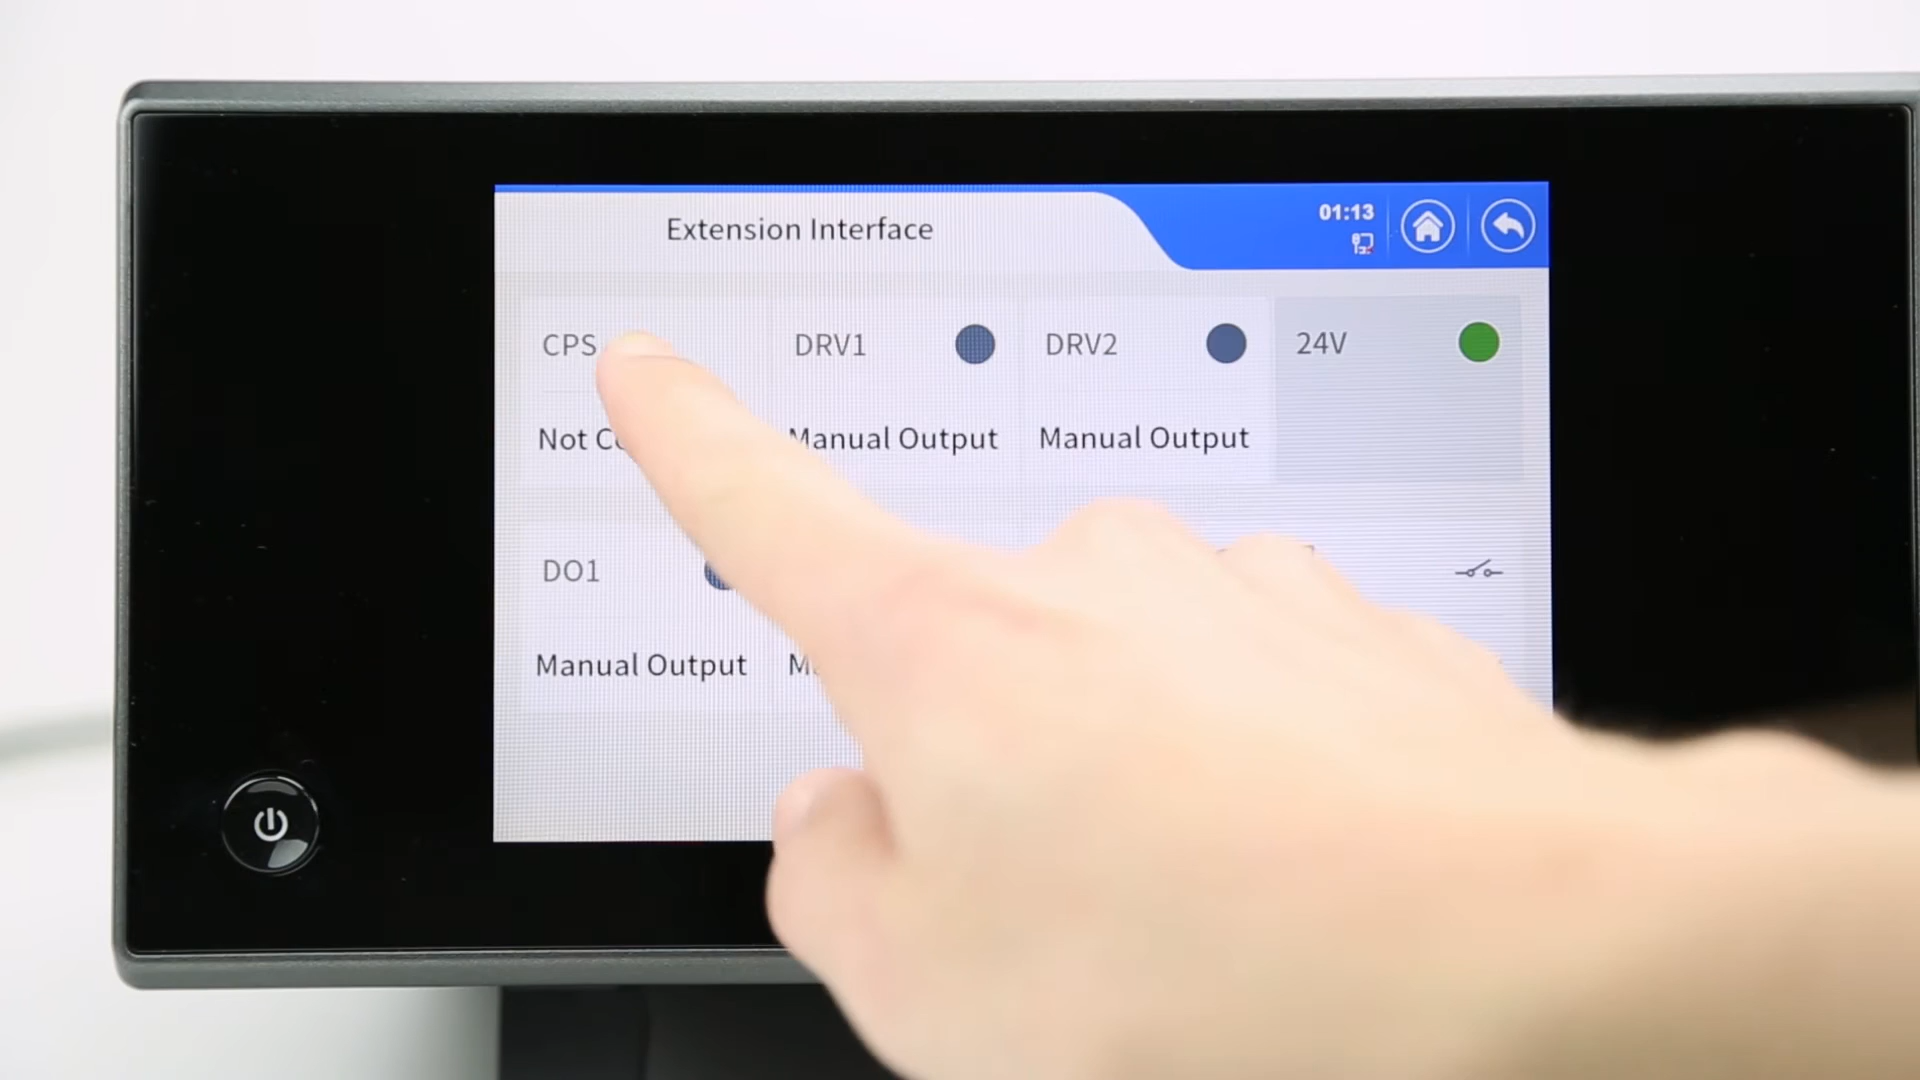 Extension Interface
01:13
CPS
DRV1
DRV2
24V
Not
Manual Output
Manual Output
DO1
Manual Output